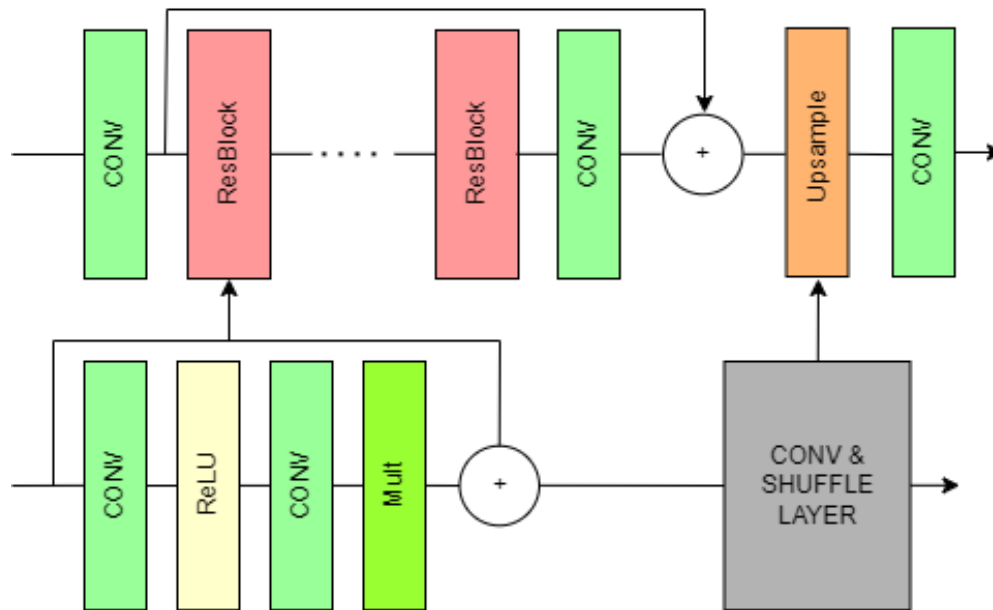 CONV
ResBlock
ResBlock
CONV
+
Upsample
CONV
CONV
ReLU
CONV
Mult
+
CONV &
SHUFFLE
LAYER